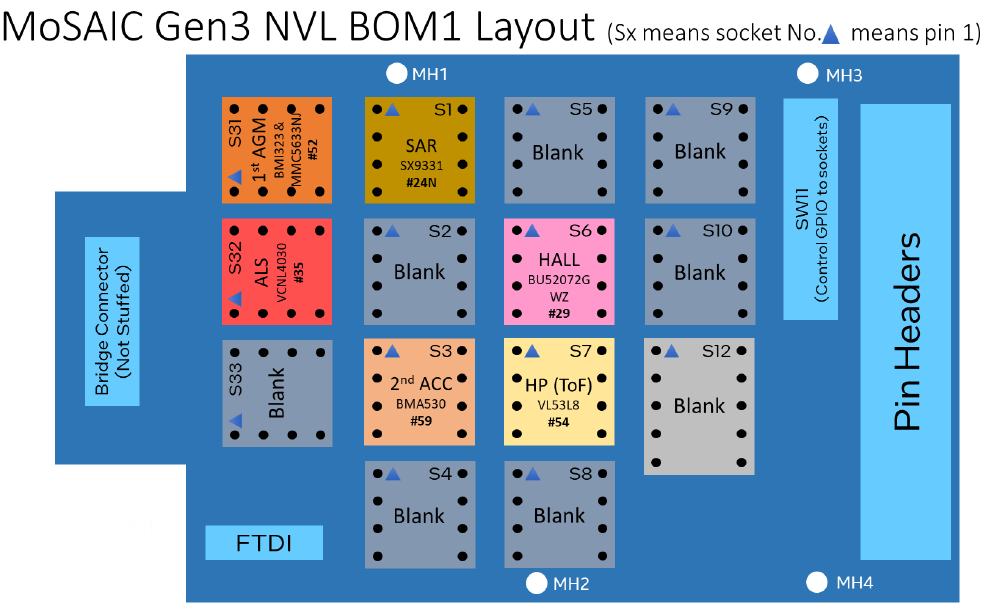 MoSAIC Gen3 NVL BOM1 Layout (Sx means socket No. means pin 1)
MH1
MH3
S31
1st AGM
BMI323 &
MMC5633NJ
#52
S1
SAR
SX9331
#24N
S5
Blank
S9
Blank
SW11
(Control GPIO to sockets)
Pin Headers
Bridge Connector
(Not Stuffed)
S32
ALS
VCNL4030
#35
S2
Blank
S6
HALL
BU52072G
WZ
#29
S10
Blank
S33
Blank
S3
2nd ACC
BMA530
#59
S7
HP (ToF)
VL53L8
#54
S12
Blank
S4
Blank
S8
Blank
FTDI
MH2
MH4